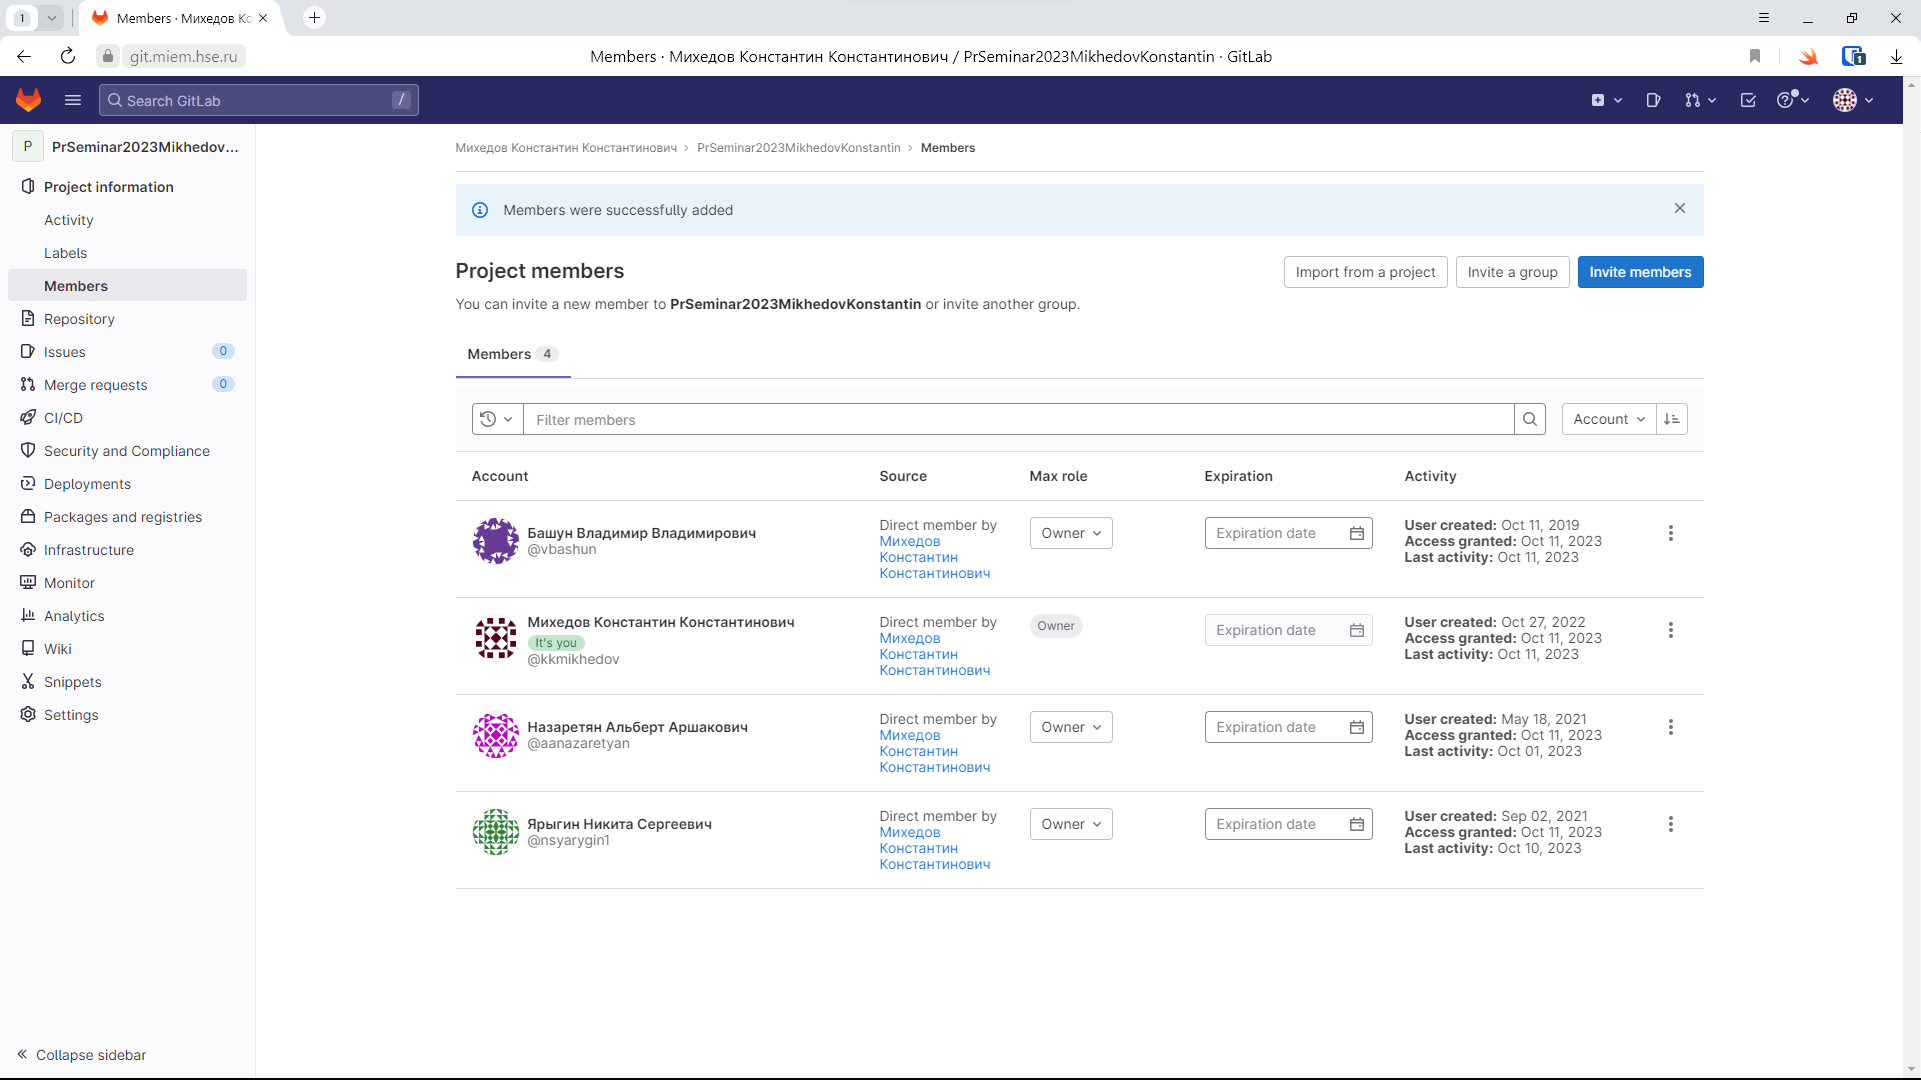 1
Members · Михедов Ко
git.miem.hse.ru
Members · Михедов Константин Константинович / PrSeminar2023MikhedovKonstantin · GitLab
1
Search GitLab
/
P
PrSeminar2023Mikhedov...
Project information
Activity
Labels
Members
Repository
Issues
0
Merge requests
0
CI/CD
Security and Compliance
Deployments
Packages and registries
Infrastructure
Monitor
Analytics
Wiki
Snippets
Settings
Collapse sidebar
Михедов Константин Константинович › PrSeminar2023MikhedovKonstantin › Members
Members were successfully added
Project members
Import from a project
Invite a group
Invite members
You can invite a new member to PrSeminar2023MikhedovKonstantin or invite another group.
Members 4
Filter members
Account
Account
Source
Max role
Expiration
Activity
Башун Владимир Владимирович
@vbashun
Direct member by
Михедов
Константин
Константинович
Owner
Expiration date
User created: Oct 11, 2019
Access granted: Oct 11, 2023
Last activity: Oct 11, 2023
Михедов Константин Константинович
It's you
@kkmikhedov
Direct member by
Михедов
Константин
Константинович
Owner
Expiration date
User created: Oct 27, 2022
Access granted: Oct 11, 2023
Last activity: Oct 11, 2023
Назаретян Альберт Аршакович
@aanazaretyan
Direct member by
Михедов
Константин
Константинович
Owner
Expiration date
User created: May 18, 2021
Access granted: Oct 11, 2023
Last activity: Oct 01, 2023
Ярыгин Никита Сергеевич
@nsyarygin1
Direct member by
Михедов
Константин
Константинович
Owner
Expiration date
User created: Sep 02, 2021
Access granted: Oct 11, 2023
Last activity: Oct 10, 2023